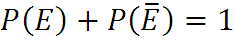 P(E) + P(Ē) = 1